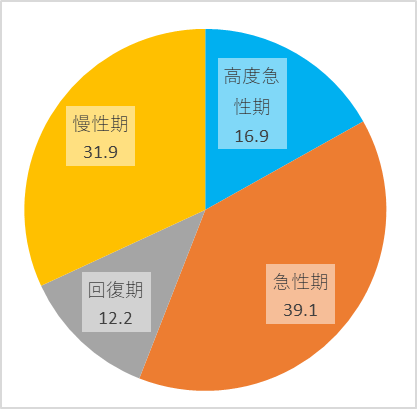 高度急
性期
16.9
急性期
39.1
回復期
12.2
慢性期
31.9